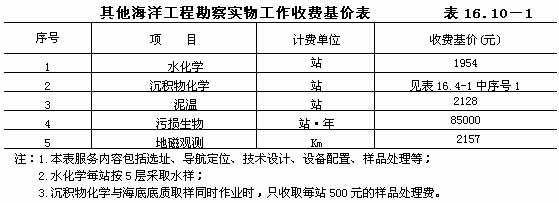 其他海洋工程勘察实物工作收费基价表 表 16.10－1
序号 项 目 计费单位 收费基价(元)
1 水化学 站 1954
2 沉积物化学 站 见表 16.4-1 中序号 1
3 泥温 站 2128
4 污损生物 站·年 85000
5 地磁观测 Km 2157
注：1.本表服务内容包括选址、导航定位、技术设计、设备配置、样品处理等；
2.水化学每站按 5 层采取水样；
3.沉积物化学与海底底质取样同时作业时，只收取每站 500 元的样品处理费。